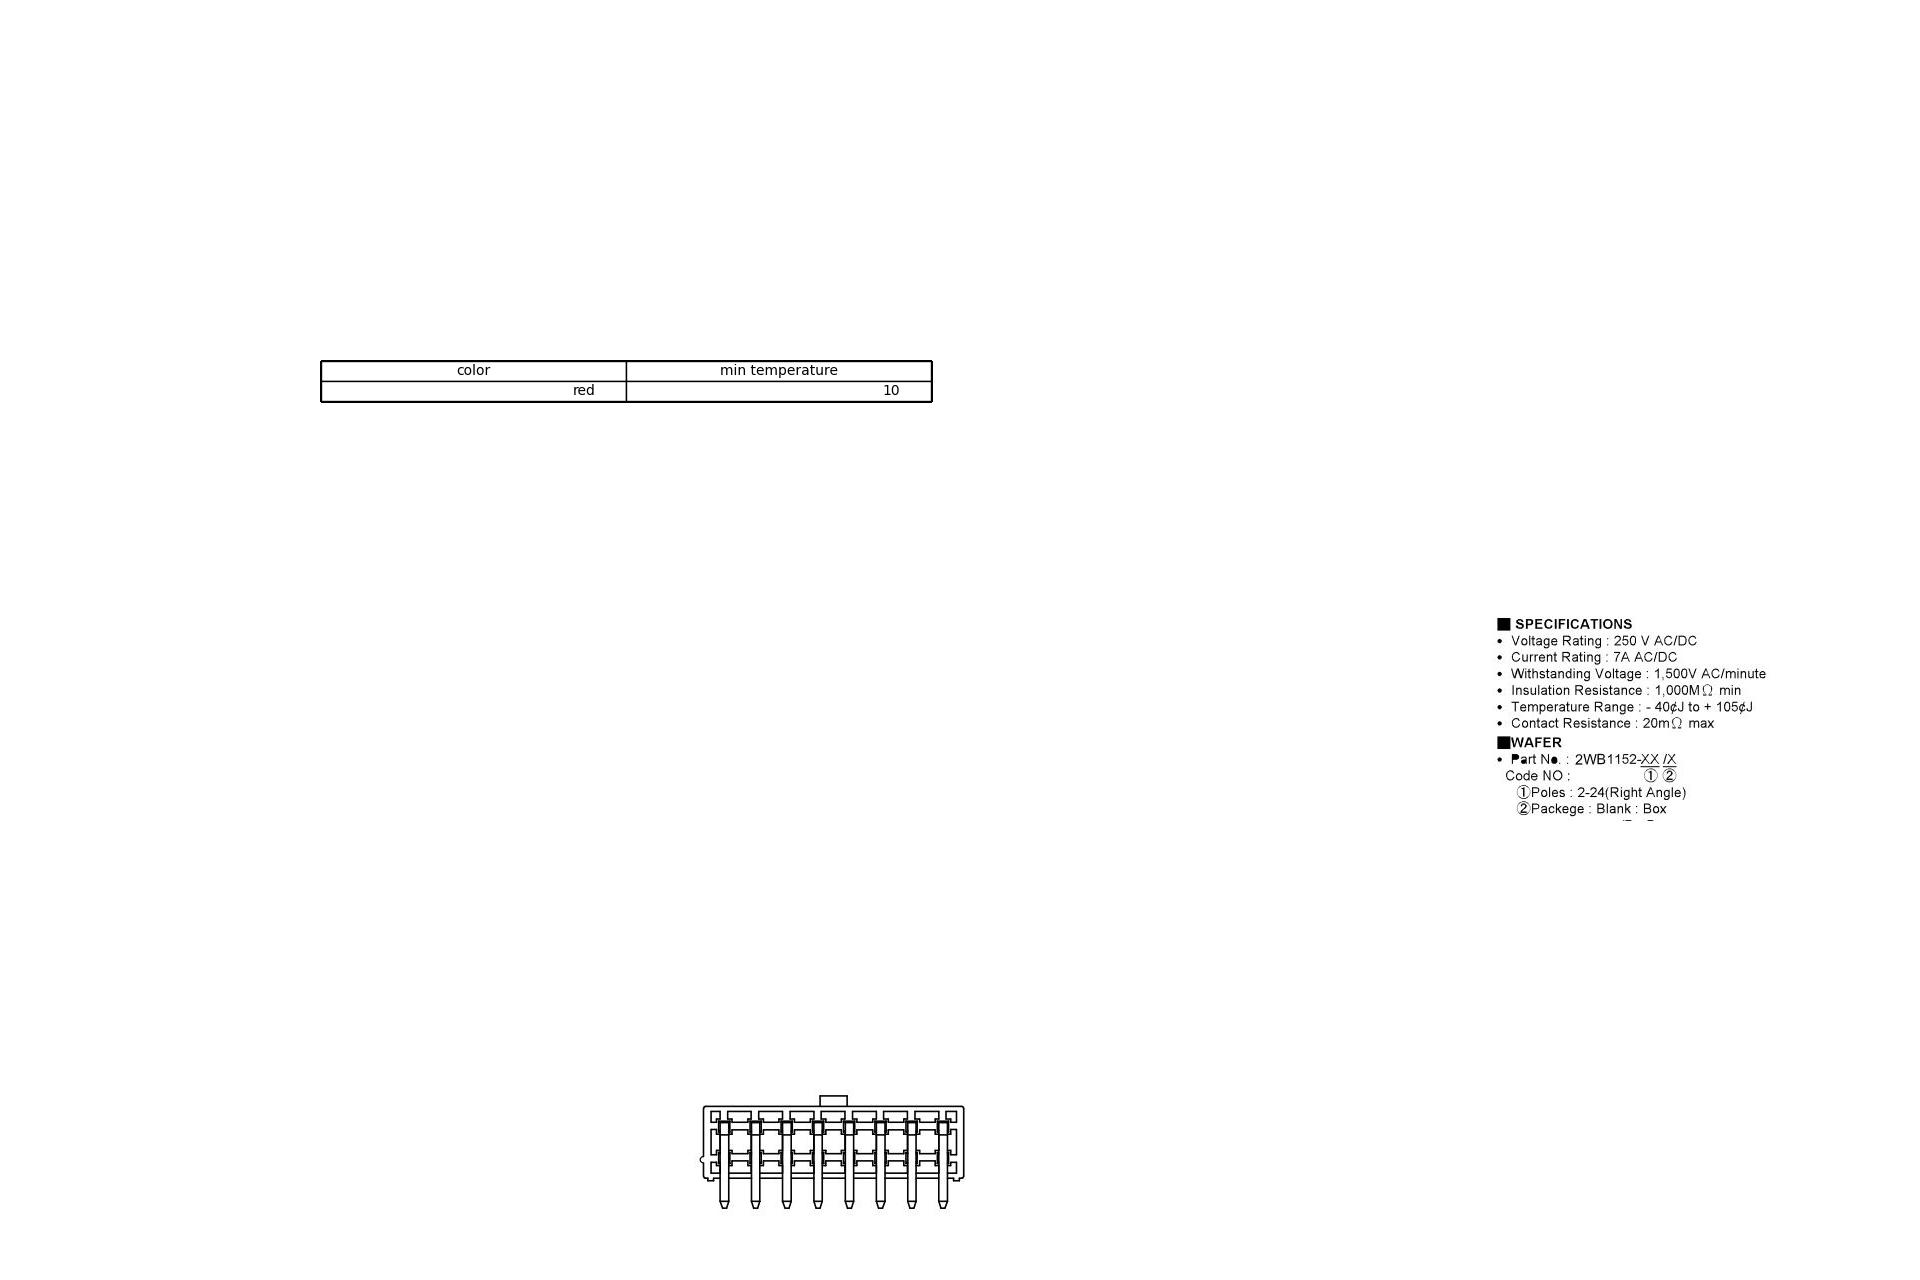 color min temperature
red 10
■ SPECIFICATIONS
• Voltage Rating : 250 V AC/DC
• Current Rating : 7A AC/DC
• Withstanding Voltage : 1,500V AC/minute
• Insulation Resistance : 1,000MΩ min
• Temperature Range : - 40¢J to + 105¢J
• Contact Resistance : 20mΩ max
■WAFER
• Part No. : 2WB1152-XX /X
Code NO : ① ②
①Poles : 2-24(Right Angle)
②Packege : Blank : Box